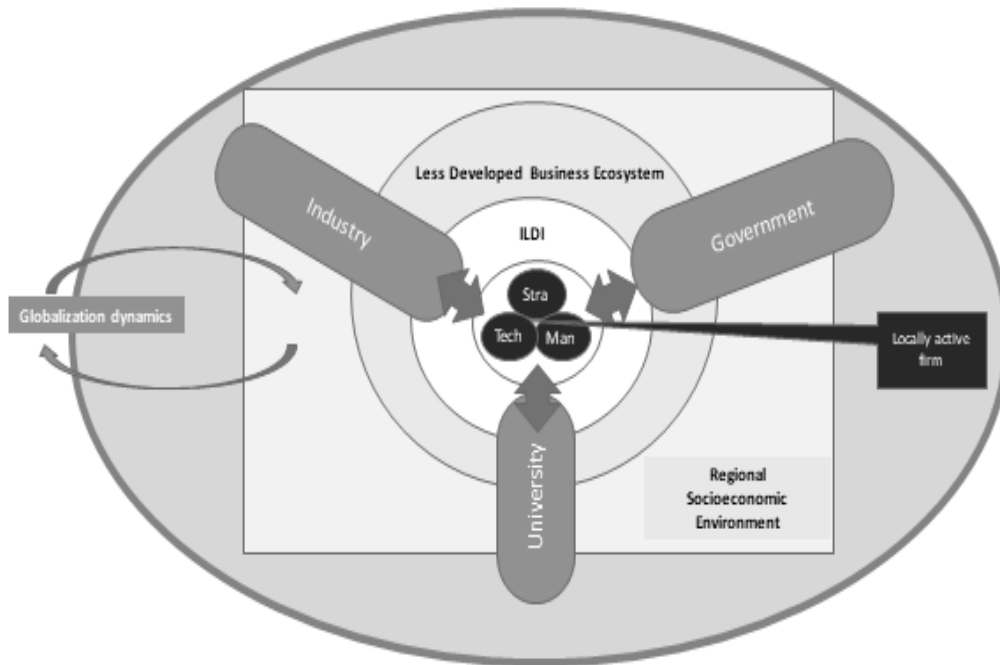 Less Developed Business Ecosystem
Industry
Government
ILDI
Stra
Tech
Man
Globalization dynamics
Locally active
firm
University
Regional
Socioeconomic
Environment